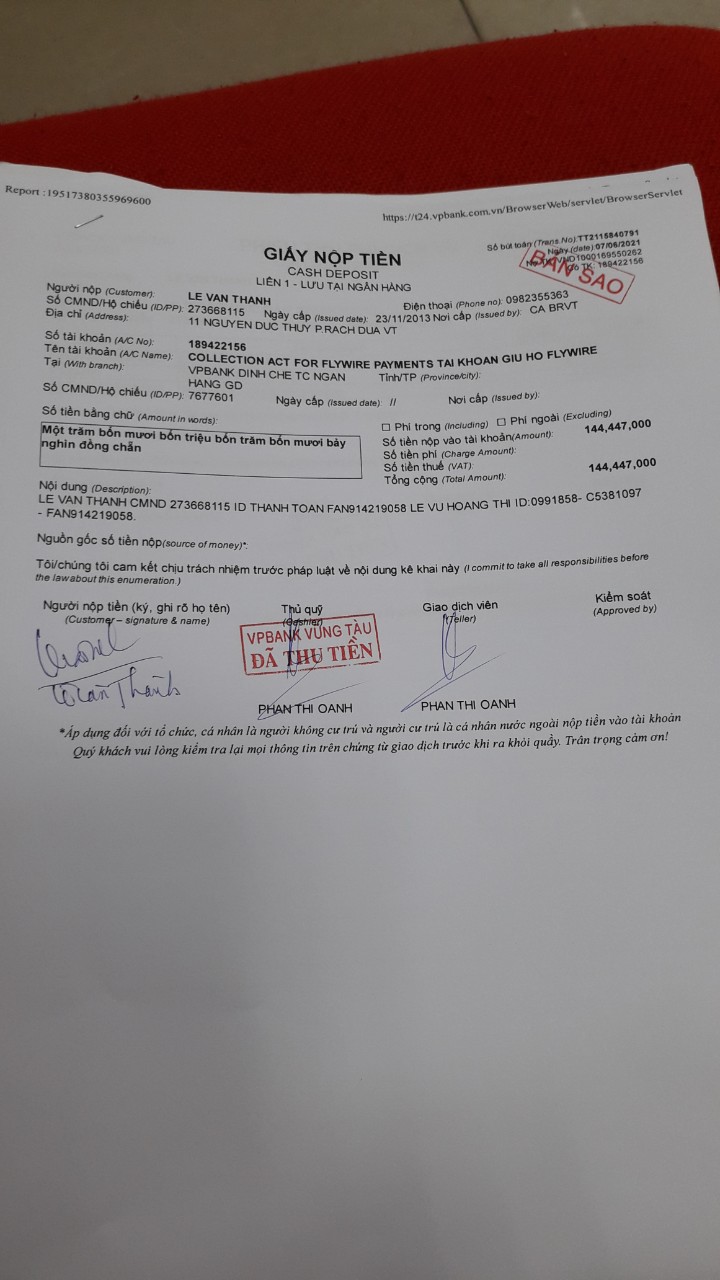 Report :19517380355969600
https://t24.vpbank.com.vn/BrowserWeb/servlet/BrowserServlet
Số bút toán (Trans.No):TT2115840791
Ngày (date):07/06/2021
VND1000169550262
Số TK: 189422156
BẢN SAO
GIẤY NỘP TIỀN
CASH DEPOSIT
LIÊN 1 - LƯU TẠI NGÂN HÀNG
Người nộp (Customer): LE VAN THANH Điện thoại (Phone no): 0982355363
Số CMND/Hộ chiếu (ID/PP): 273668115 Ngày cấp (Issued date): 23/11/2013 Nơi cấp (Issued by): CA BRVT
Địa chỉ (Address): 11 NGUYEN DUC THUY P.RACH DUA VT
Số tài khoản (A/C No): 189422156
Tên tài khoản (A/C Name): COLLECTION ACT FOR FLYWIRE PAYMENTS TAI KHOAN GIU HO FLYWIRE
Tại (With branch): VPBANK DINH CHE TC NGAN HANG GD Tỉnh/TP (Province/city):
Số CMND/Hộ chiếu (ID/PP): 7677601 Ngày cấp (Issued date): // Nơi cấp (Issued by):
Số tiền bằng chữ (Amount in words):
Một trăm bốn mươi bốn triệu bốn trăm bốn mươi bảy
nghìn đồng chẵn
Phí trong (Including) Phí ngoài (Excluding)
Số tiền nộp vào tài khoản(Amount): 144,447,000
Số tiền phí (Charge Amount):
Số tiền thuế (VAT):
Tổng cộng (Total Amount): 144,447,000
Nội dung (Description):
LE VAN THANH CMND 273668115 ID THANH TOAN FAN914219058 LE VU HOANG THI ID:0991858- C5381097
- FAN914219058.
Nguồn gốc số tiền nộp(source of money)*:
Tôi/chúng tôi cam kết chịu trách nhiệm trước pháp luật về nội dung kê khai này (I commit to take all responsibilities before
the lawabout this enumeration.)
Người nộp tiền (ký, ghi rõ họ tên) Thủ quỹ Giao dịch viên Kiểm soát
(Customer – signature & name) (Cashier) (Teller) (Approved by)
VPBANK VŨNG TÀU
ĐÃ THU TIỀN
PHAN THI OANH PHAN THI OANH
*Áp dụng đối với tổ chức, cá nhân là người không cư trú và người cư trú là cá nhân nước ngoài nộp tiền vào tài khoản
Quý khách vui lòng kiểm tra lại mọi thông tin trên chứng từ giao dịch trước khi ra khỏi quầy. Trân trọng cảm ơn!